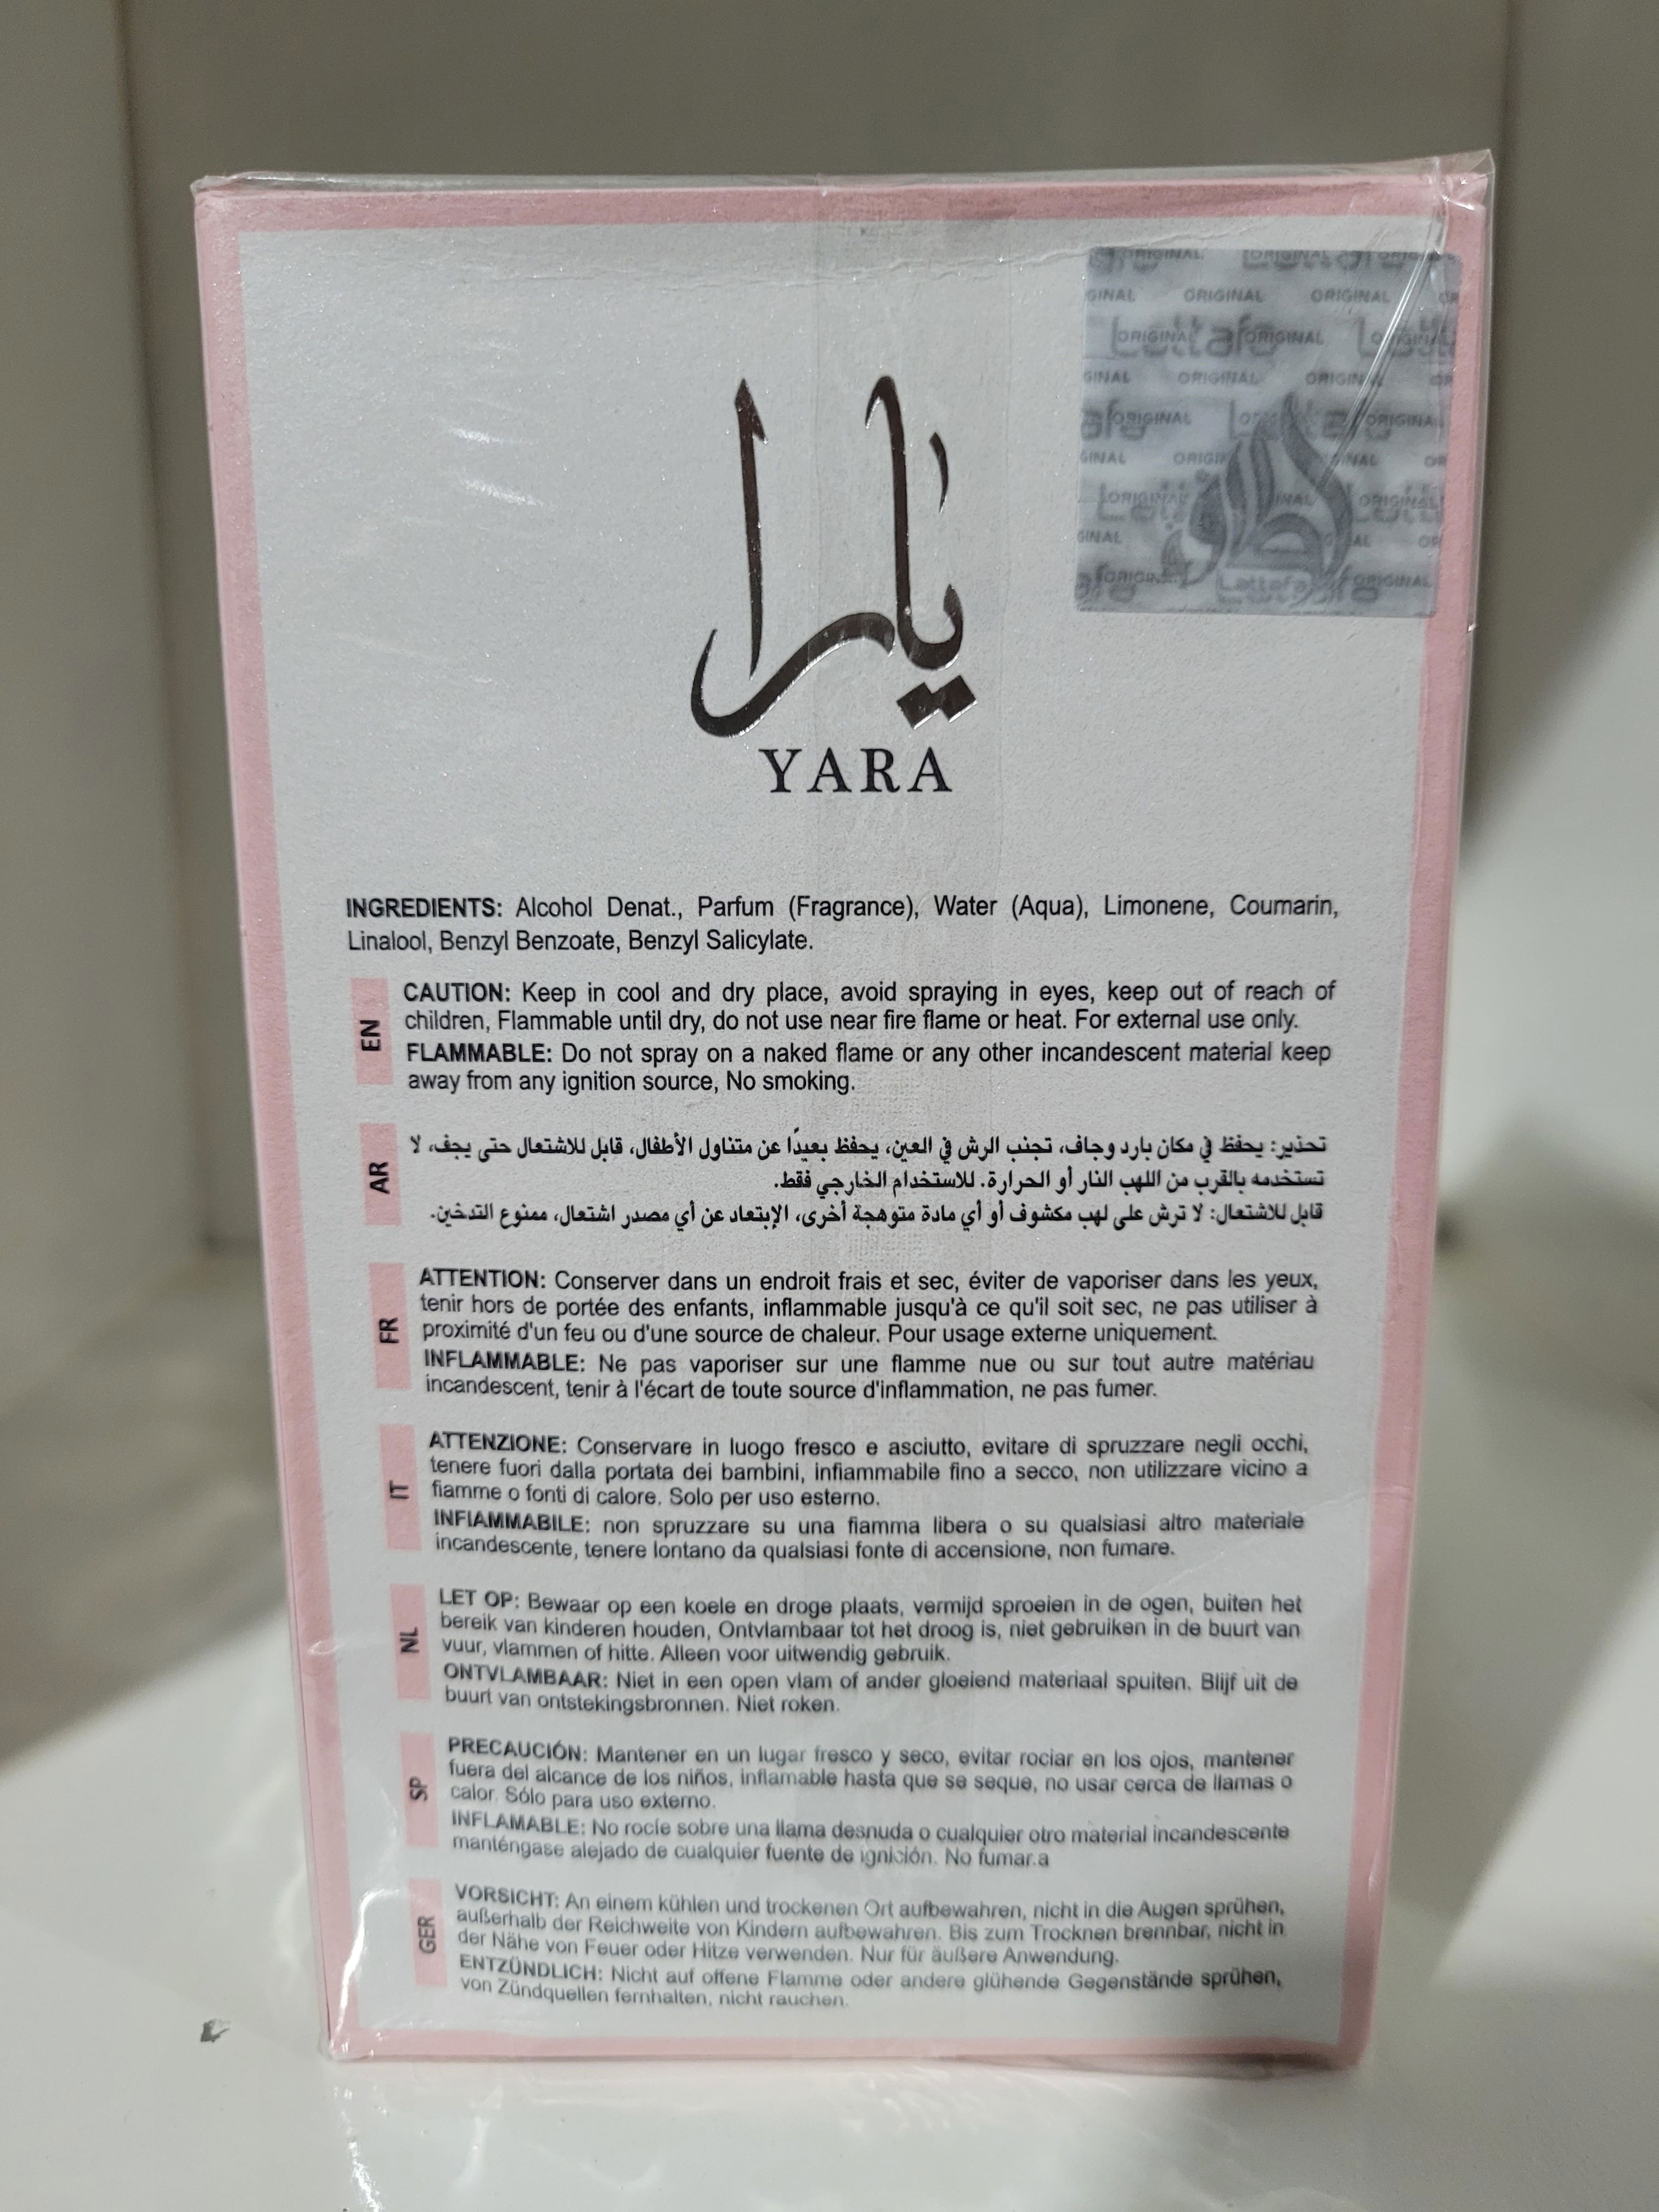 يارا
YARA
ORIGINAL
Lattafa
INGREDIENTS: Alcohol Denat., Parfum (Fragrance), Water (Aqua), Limonene, Coumarin,
Linalool, Benzyl Benzoate, Benzyl Salicylate.
EN
CAUTION: Keep in cool and dry place, avoid spraying in eyes, keep out of reach of
children, Flammable until dry, do not use near fire flame or heat. For external use only.
FLAMMABLE: Do not spray on a naked flame or any other incandescent material keep
away from any ignition source, No smoking.
AR
تحذير: يحفظ في مكان بارد وجاف، تجنب الرش في العين، يحفظ بعيدًا عن متناول الأطفال، قابل للاشتعال حتى يجف، لا
تستخدمه بالقرب من اللهب النار أو الحرارة. للاستخدام الخارجي فقط.
قابل للاشتعال: لا ترش على لهب مكشوف أو أي مادة متوهجة أخرى، الإبتعاد عن أي مصدر اشتعال، ممنوع التدخين.
FR
ATTENTION: Conserver dans un endroit frais et sec, éviter de vaporiser dans les yeux,
tenir hors de portée des enfants, inflammable jusqu'à ce qu'il soit sec, ne pas utiliser à
proximité d'un feu ou d'une source de chaleur. Pour usage externe uniquement.
INFLAMMABLE: Ne pas vaporiser sur une flamme nue ou sur tout autre matériau
incandescent, tenir à l'écart de toute source d'inflammation, ne pas fumer.
IT
ATTENZIONE: Conservare in luogo fresco e asciutto, evitare di spruzzare negli occhi,
tenere fuori dalla portata dei bambini, infiammabile fino a secco, non utilizzare vicino a
fiamme o fonti di calore. Solo per uso esterno.
INFIAMMABILE: non spruzzare su una fiamma libera o su qualsiasi altro materiale
incandescente, tenere lontano da qualsiasi fonte di accensione, non fumare.
NL
LET OP: Bewaar op een koele en droge plaats, vermijd sproeien in de ogen, buiten het
bereik van kinderen houden, Ontvlambaar tot het droog is, niet gebruiken in de buurt van
vuur, vlammen of hitte. Alleen voor uitwendig gebruik.
ONTVLAMBAAR: Niet in een open vlam of ander gloeiend materiaal spuiten. Blijf uit de
buurt van ontstekingsbronnen. Niet roken.
SP
PRECAUCIÓN: Mantener en un lugar fresco y seco, evitar rociar en los ojos, mantener
fuera del alcance de los niños, inflamable hasta que se seque, no usar cerca de llamas o
calor. Sólo para uso externo.
INFLAMABLE: No rocíe sobre una llama desnuda o cualquier otro material incandescente
manténgase alejado de cualquier fuente de ignición. No fumar.a
GER
VORSICHT: An einem kühlen und trockenen Ort aufbewahren, nicht in die Augen sprühen,
außerhalb der Reichweite von Kindern aufbewahren. Bis zum Trocknen brennbar, nicht in
der Nähe von Feuer oder Hitze verwenden. Nur für äußere Anwendung.
ENTZÜNDLICH: Nicht auf offene Flamme oder andere glühende Gegenstände sprühen,
von Zündquellen fernhalten, nicht rauchen.